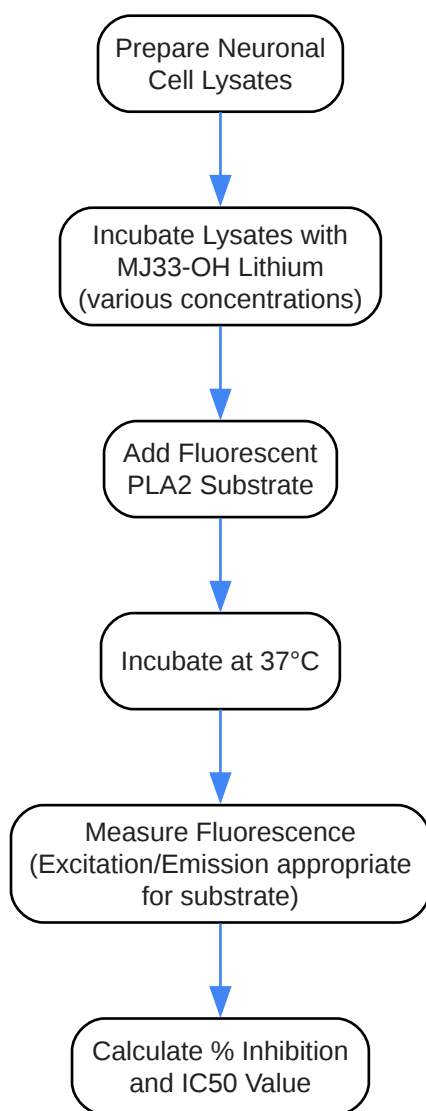 Prepare Neuronal
Cell Lysates
Incubate Lysates with
MJ33-OH Lithium
(various concentrations)
Add Fluorescent
PLA2 Substrate
Incubate at 37°C
Measure Fluorescence
(Excitation/Emission appropriate
for substrate)
Calculate % Inhibition
and IC50 Value